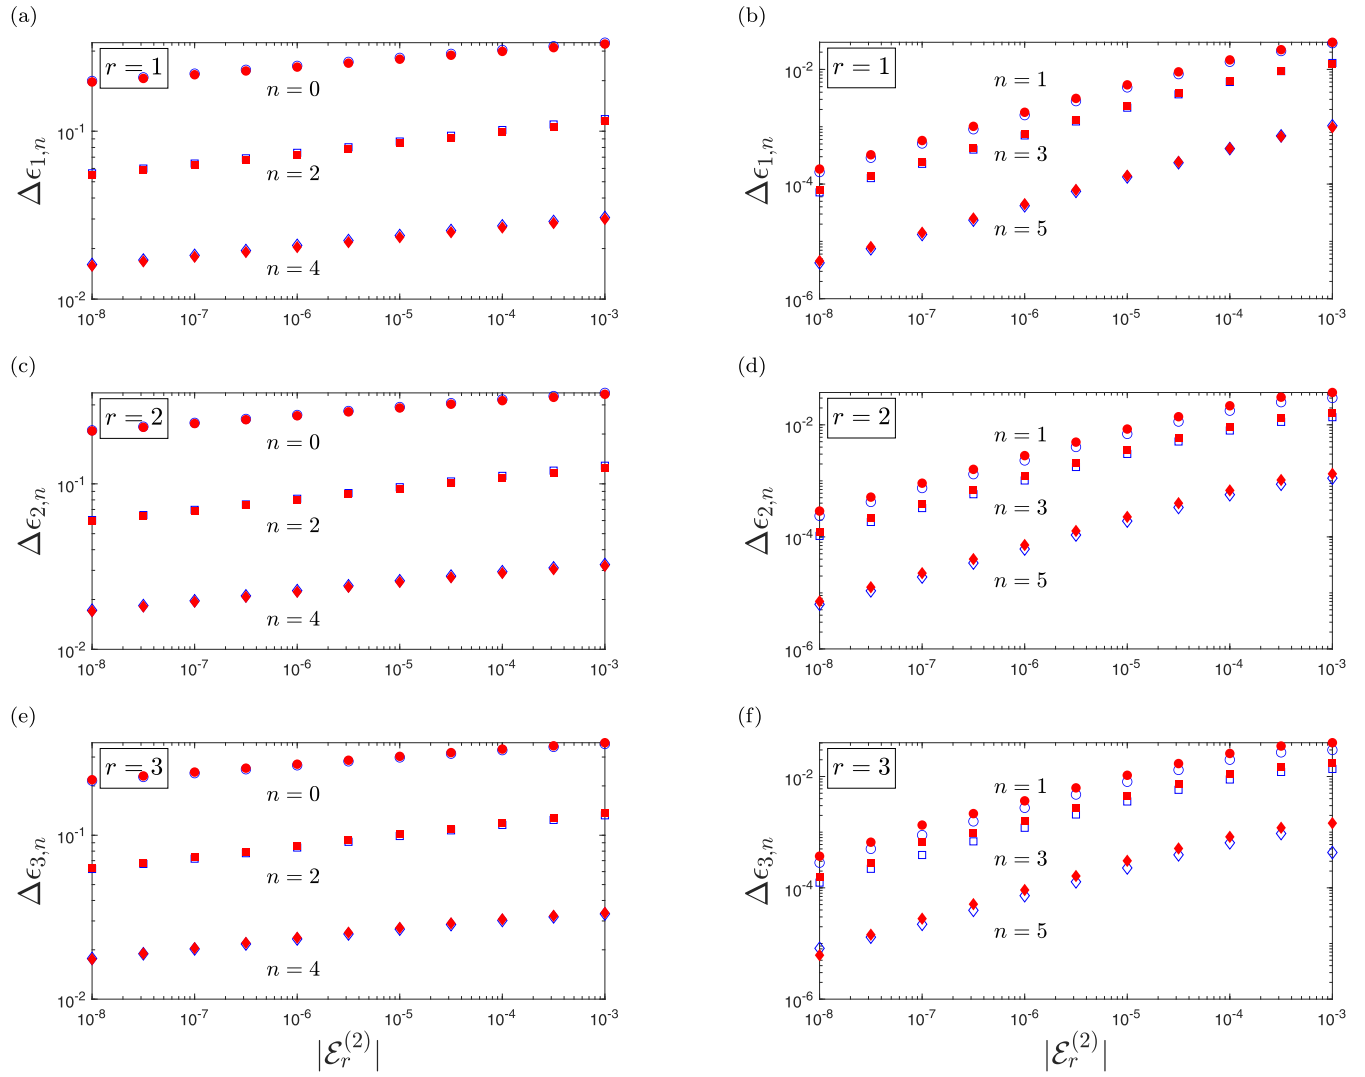 (a)
r = 1
n = 0
n = 2
n = 4
Δϵ₁,ₙ
10⁻¹
10⁻²
10⁻⁸ 10⁻⁷ 10⁻⁶ 10⁻⁵ 10⁻⁴ 10⁻³
(b)
r = 1
n = 1
n = 3
n = 5
Δϵ₁,ₙ
10⁻²
10⁻⁴
10⁻⁶
10⁻⁸ 10⁻⁷ 10⁻⁶ 10⁻⁵ 10⁻⁴ 10⁻³
(c)
r = 2
n = 0
n = 2
n = 4
Δϵ₂,ₙ
10⁻¹
10⁻²
10⁻⁸ 10⁻⁷ 10⁻⁶ 10⁻⁵ 10⁻⁴ 10⁻³
(d)
r = 2
n = 1
n = 3
n = 5
Δϵ₂,ₙ
10⁻²
10⁻⁴
10⁻⁶
10⁻⁸ 10⁻⁷ 10⁻⁶ 10⁻⁵ 10⁻⁴ 10⁻³
(e)
r = 3
n = 0
n = 2
n = 4
Δϵ₃,ₙ
10⁻¹
10⁻²
10⁻⁸ 10⁻⁷ 10⁻⁶ 10⁻⁵ 10⁻⁴ 10⁻³
|ℰᵣ⁽²⁾|
(f)
r = 3
n = 1
n = 3
n = 5
Δϵ₃,ₙ
10⁻²
10⁻⁴
10⁻⁶
10⁻�8 10⁻⁷ 10⁻⁶ 10⁻⁵ 10⁻⁴ 10⁻³
|ℰᵣ⁽²⁾|